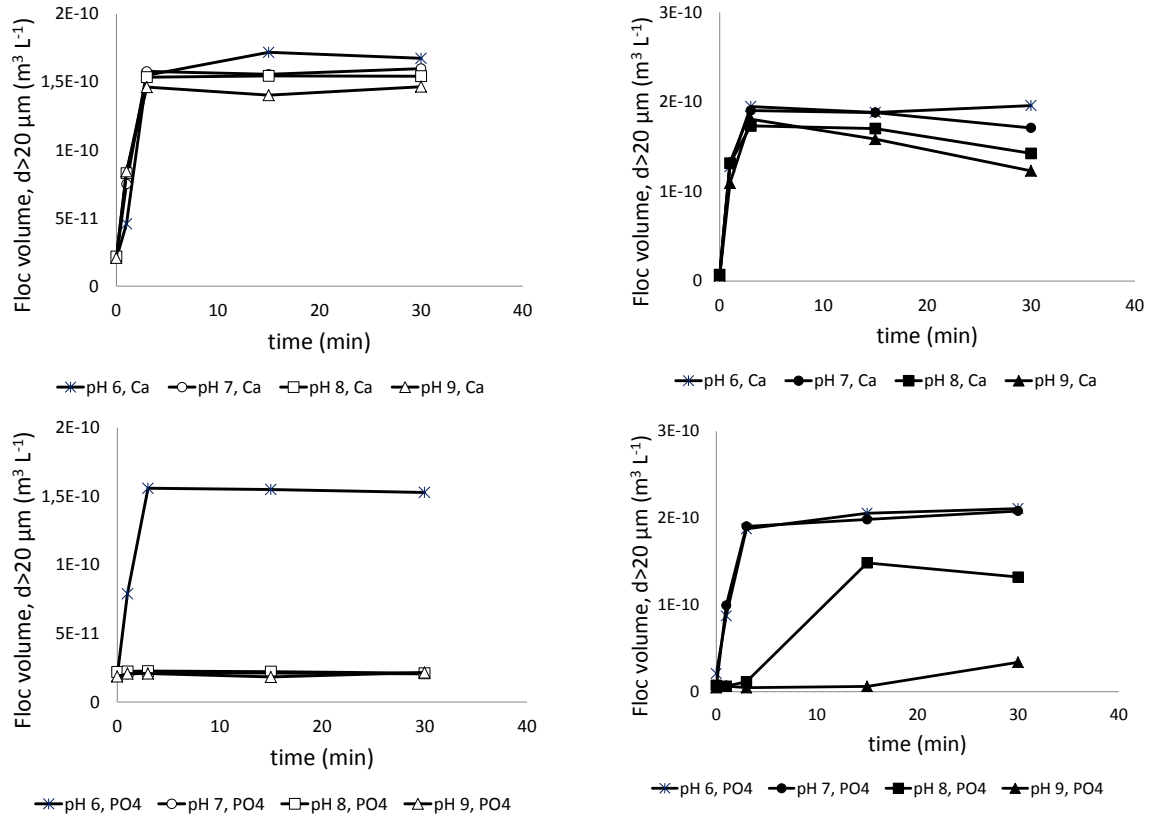 2E-10
1,5E-10
1E-10
5E-11
0
Floc volume, d>20 µm (m³ L⁻¹)
0 10 20 30 40
time (min)
pH 6, Ca pH 7, Ca pH 8, Ca pH 9, Ca
3E-10
2E-10
1E-10
0
Floc volume, d>20 µm (m³ L⁻¹)
0 10 20 30 40
time (min)
pH 6, Ca pH 7, Ca pH 8, Ca pH 9, Ca
2E-10
1,5E-10
1E-10
5E-11
0
Floc volume, d>20 µm (m³ L⁻¹)
0 10 20 30 40
time (min)
pH 6, PO4 pH 7, PO4 pH 8, PO4 pH 9, PO4
3E-10
2E-10
1E-10
0
Floc volume, d>20 µm (m³ L⁻¹)
0 10 20 30 40
time (min)
pH 6, PO4 pH 7, PO4 pH 8, PO4 pH 9, PO4